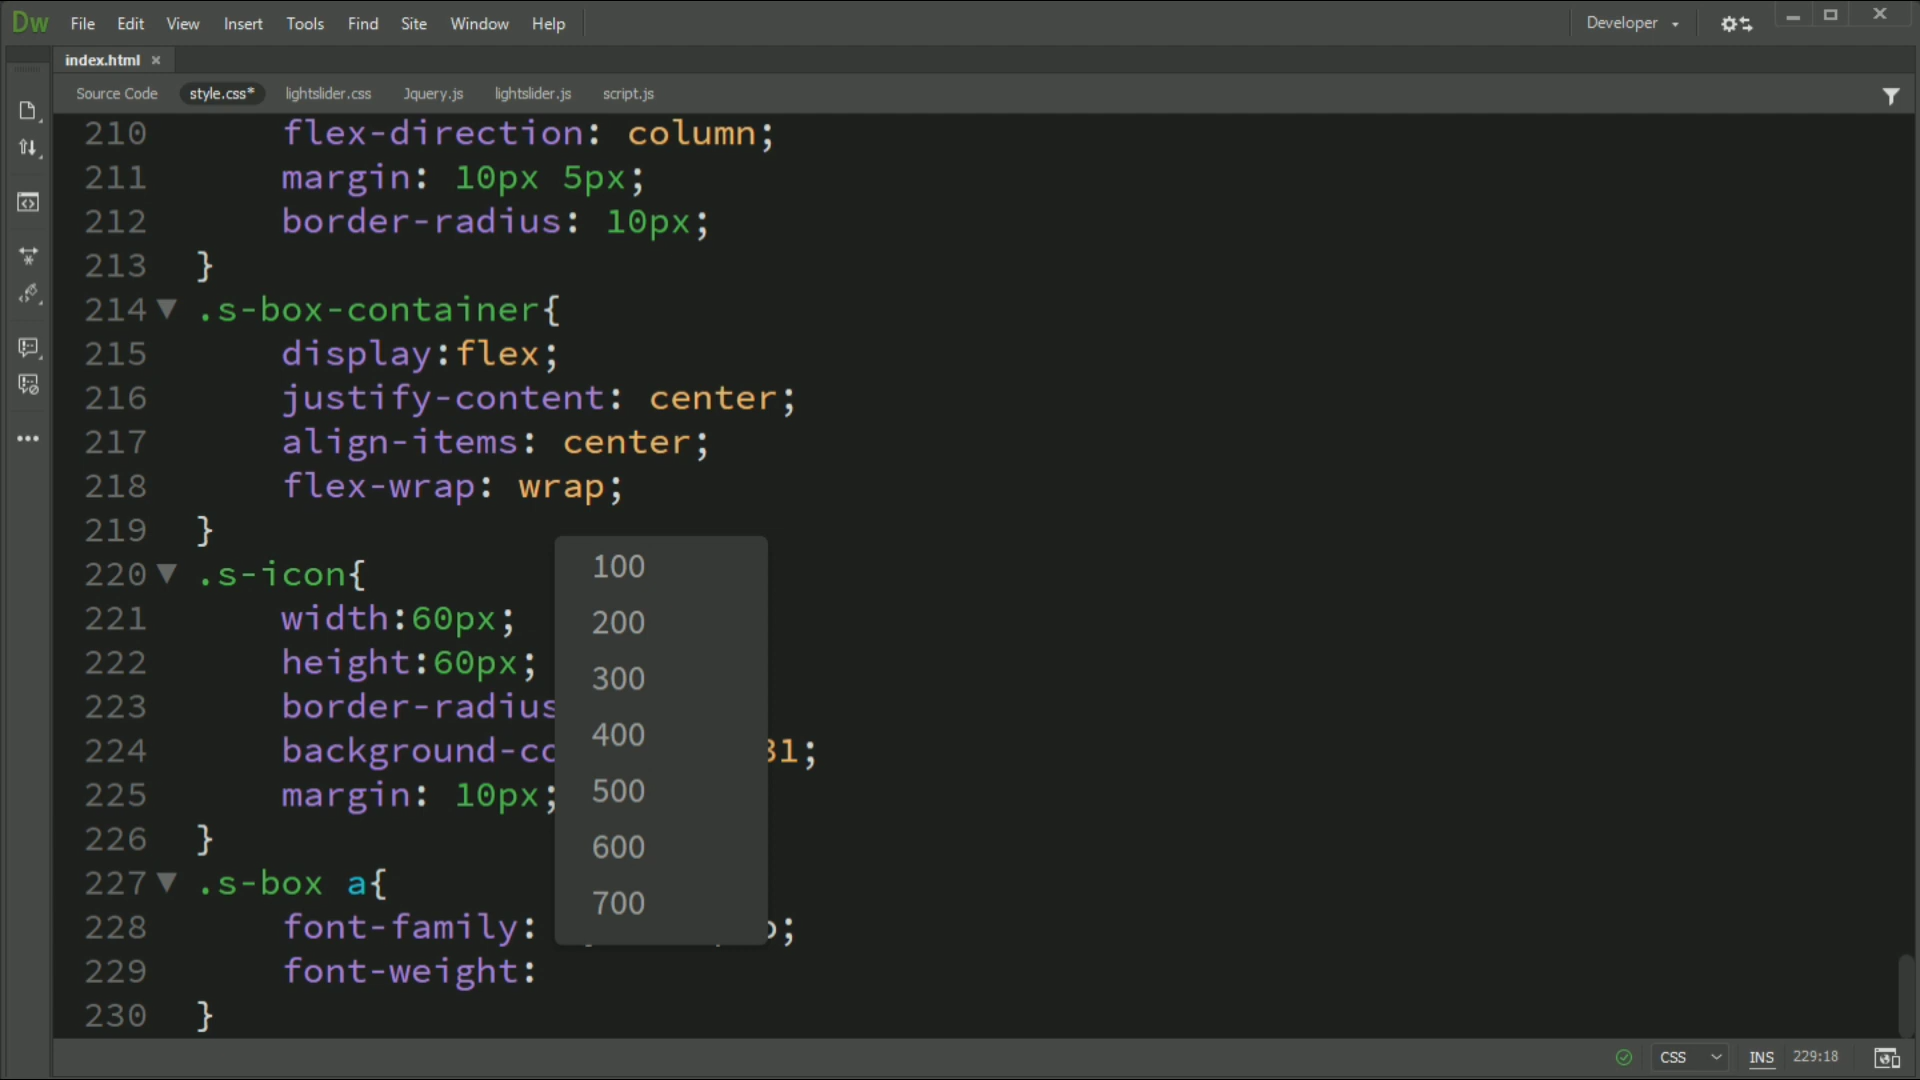 Dw File Edit View Insert Tools Find Site Window Help Developer
index.html
Source Code style.css* lightslider.css Jquery.js lightslider.js script.js
210 flex-direction: column;
211 margin: 10px 5px;
212 border-radius: 10px;
213 }
214 .s-box-container{
215 display:flex;
216 justify-content: center;
217 align-items: center;
218 flex-wrap: wrap;
219 }
220 .s-icon{
221 width:60px;
222 height:60px;
223 border-radius
224 background-co 31;
225 margin: 10px;
226 }
227 .s-box a{
228 font-family:
229 font-weight:
230 }
100
200
300
400
500
600
700
CSS INS 229:18